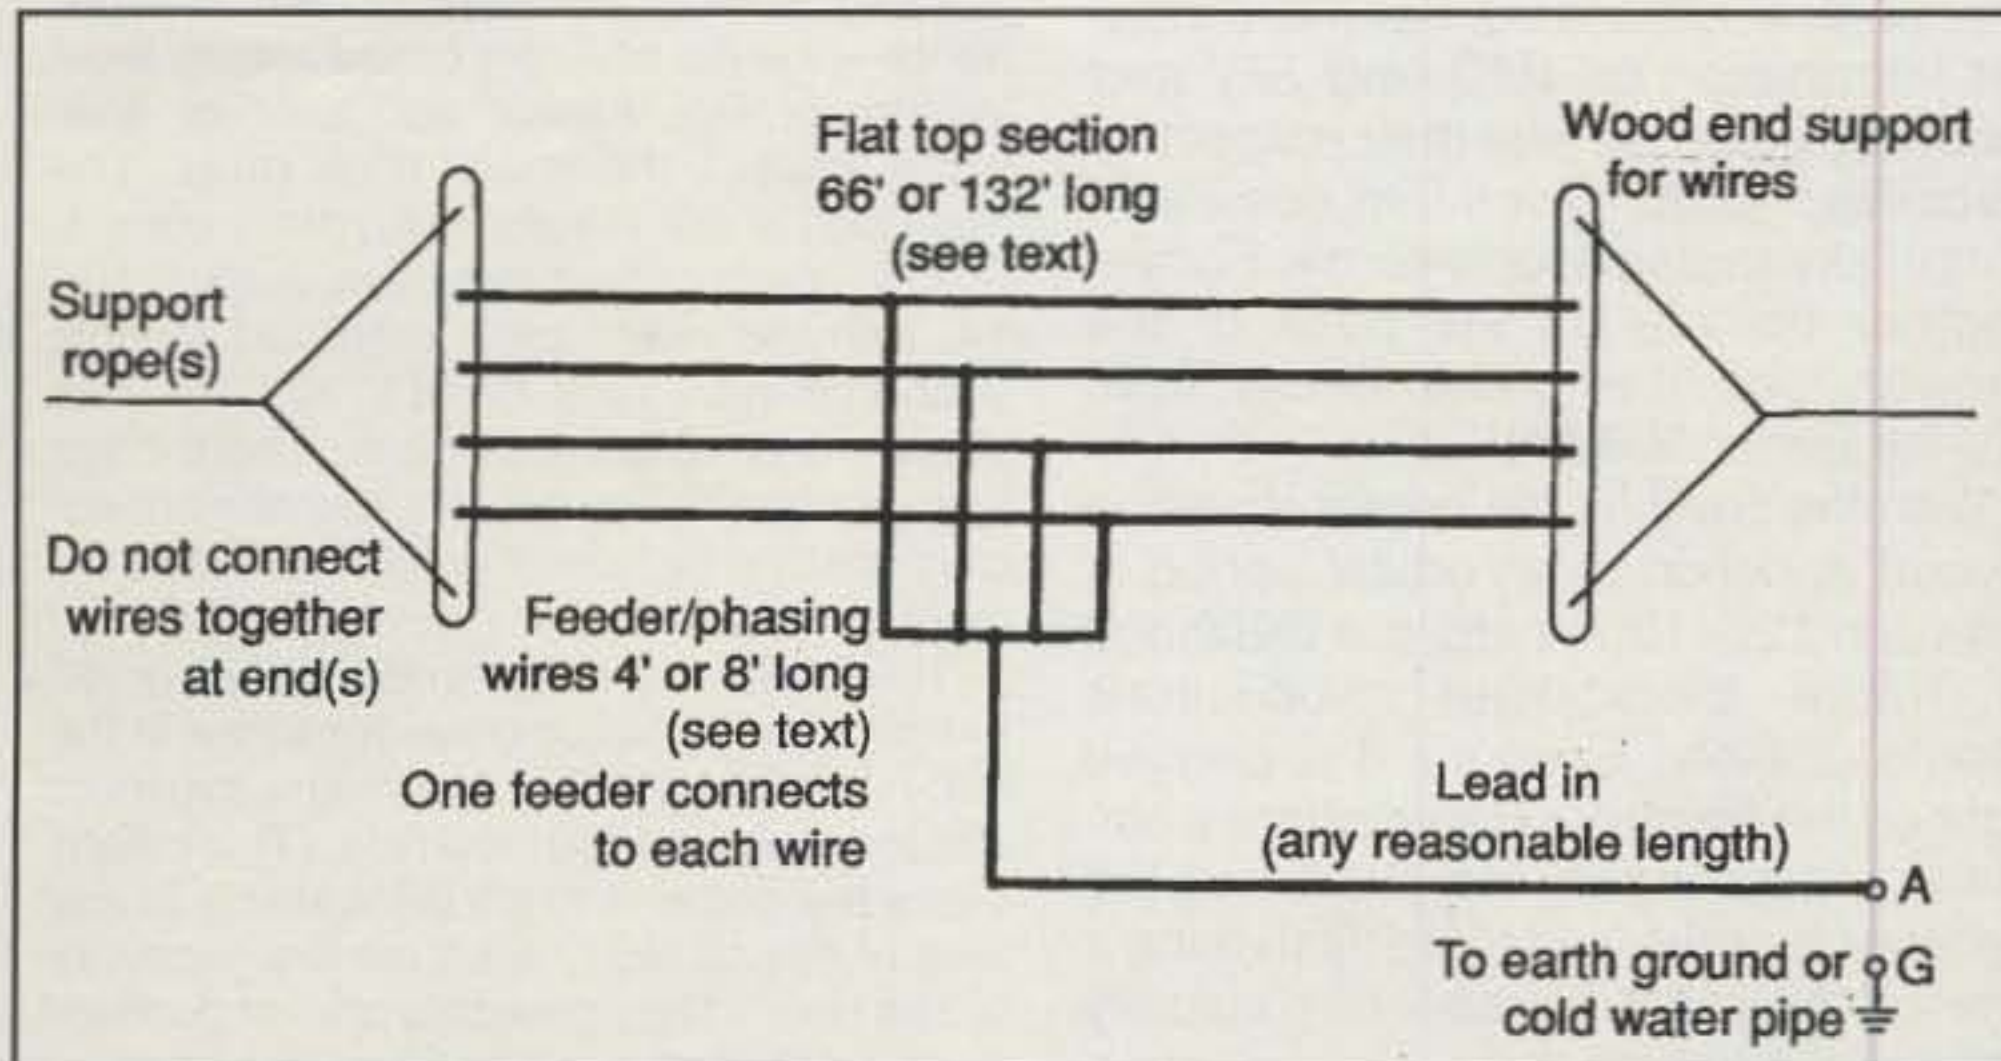 Flat top section
66' or 132' long
(see text)
Wood end support
for wires
Support
rope(s)
Do not connect
wires together
at end(s)
Feeder/phasing
wires 4' or 8' long
(see text)
One feeder connects
to each wire
Lead in
(any reasonable length)
A
To earth ground or
cold water pipe
G